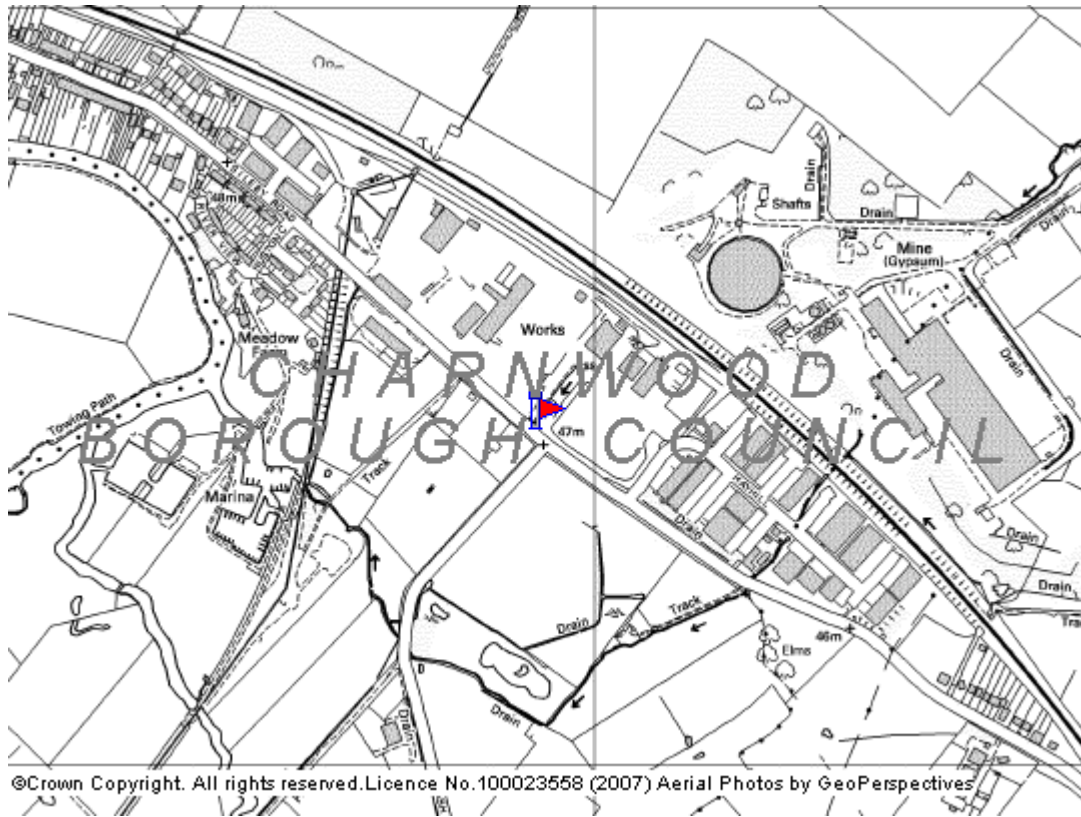 Drain
Shafts
Drain
Drain
48m
ROAD
Mine
(Gypsum)
Works
Meadow
Farm
Drain
CHARNWOOD
Towing Path
BOROUGH COUNCIL
47m
Track
Marina
Drain
Drain
Drain
Track
Drain
46m
Elms
Drain
Drain
©Crown Copyright. All rights reserved.Licence No.100023558 (2007) Aerial Photos by GeoPerspectives